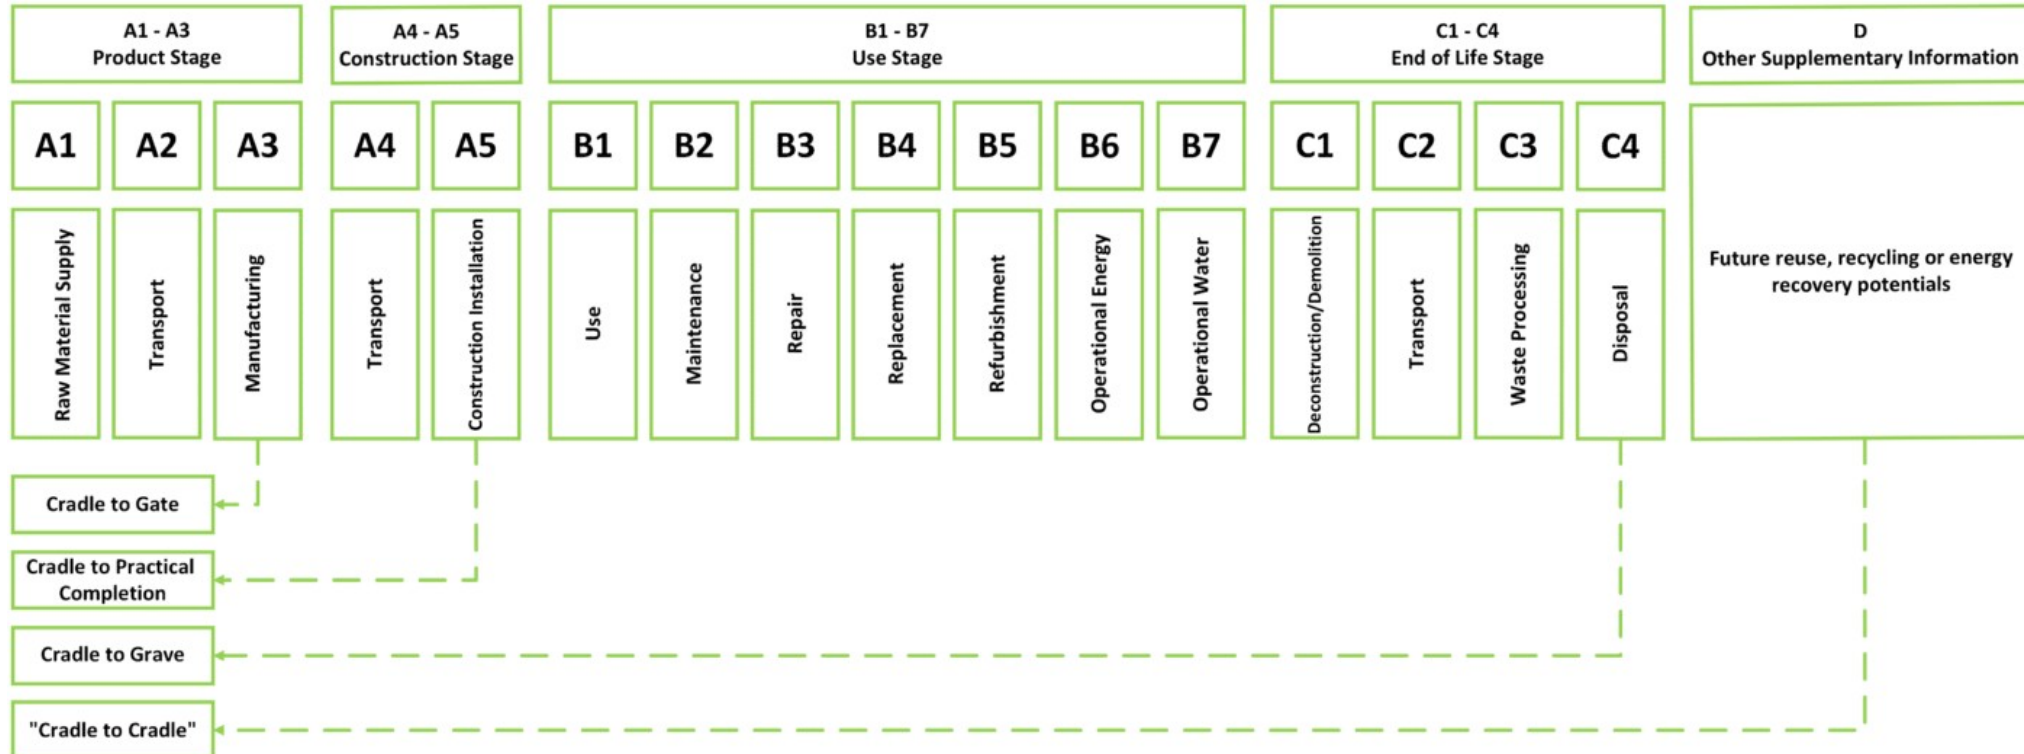 A1 - A3
Product Stage
A4 - A5
Construction Stage
B1 - B7
Use Stage
C1 - C4
End of Life Stage
D
Other Supplementary Information
A1
A2
A3
A4
A5
B1
B2
B3
B4
B5
B6
B7
C1
C2
C3
C4
Raw Material Supply
Transport
Manufacturing
Transport
Construction Installation
Use
Maintenance
Repair
Replacement
Refurbishment
Operational Energy
Operational Water
Deconstruction/Demolition
Transport
Waste Processing
Disposal
Future reuse, recycling or energy
recovery potentials
Cradle to Gate
Cradle to Practical
Completion
Cradle to Grave
"Cradle to Cradle"